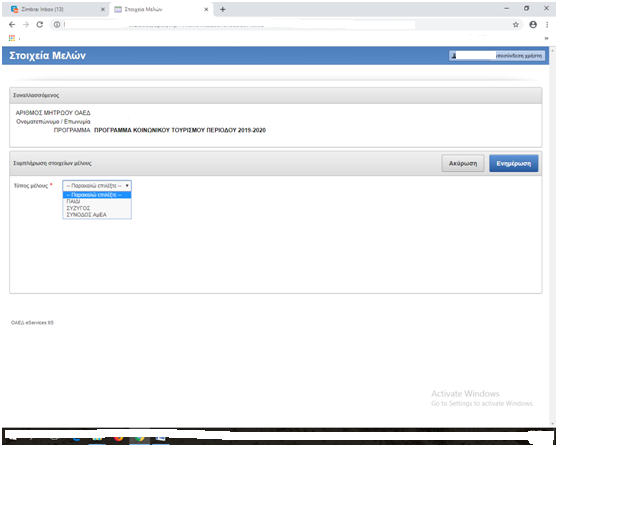 Zimbra: Inbox (13)
Στοιχεία Μελών
Στοιχεία Μελών
αποσύνδεση χρήστη
Συναλλασσόμενος
ΑΡΙΘΜΟΣ ΜΗΤΡΩΟΥ ΟΑΕΔ
Ονοματεπώνυμο / Επωνυμία
ΠΡΟΓΡΑΜΜΑ ΠΡΟΓΡΑΜΜΑ ΚΟΙΝΩΝΙΚΟΥ ΤΟΥΡΙΣΜΟΥ ΠΕΡΙΟΔΟΥ 2019-2020
Συμπλήρωση στοιχείων μέλους
Ακύρωση
Ενημέρωση
Τύπος μέλους *
-- Παρακαλώ επιλέξτε --
-- Παρακαλώ επιλέξτε --
ΠΑΙΔΙ
ΣΥΖΥΓΟΣ
ΣΥΝΟΔΟΣ ΑμΕΑ
ΟΑΕΔ eServices
Activate Windows
Go to Settings to activate Windows.